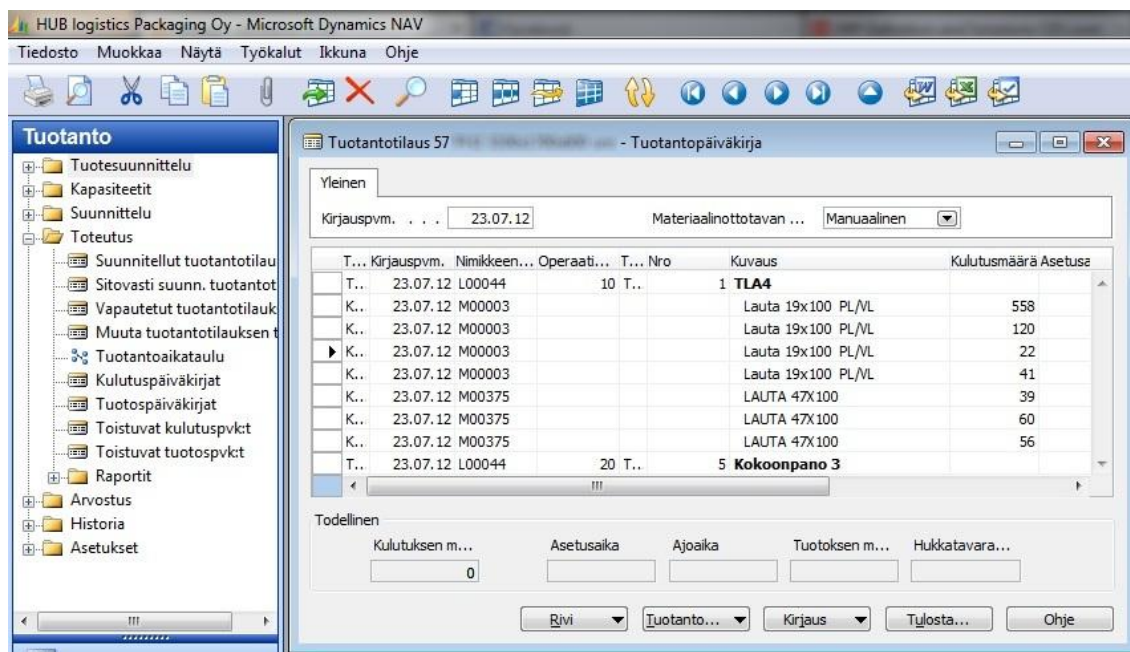 HUB logistics Packaging Oy - Microsoft Dynamics NAV
Tiedosto Muokkaa Näytä Työkalut Ikkuna Ohje
Tuotanto
Tuotesuunnittelu
Kapasiteetit
Suunnittelu
Toteutus
Suunnitellut tuotantotilau
Sitovasti suunn. tuotantot
Vapautetut tuotantotilauk
Muuta tuotantotilauksen t
Tuotantoaikataulu
Kulutuspäiväkirjat
Tuotospäiväkirjat
Toistuvat kulutuspvk:t
Toistuvat tuotospvk:t
Raportit
Arvostus
Historia
Asetukset
Tuotantotilaus 57 - Tuotantopäiväkirja
Yleinen
Kirjauspvm. . . . . 23.07.12 Materiaalinottotavan ... Manuaalinen
T... Kirjauspvm. Nimikkeen... Operaati... T... Nro Kuvaus Kulutusmäärä Asetusa
T.. 23.07.12 L00044 10 T.. 1 TLA4
K.. 23.07.12 M00003 Lauta 19x100 PL/VL 558
K.. 23.07.12 M00003 Lauta 19x100 PL/VL 120
K.. 23.07.12 M00003 Lauta 19x100 PL/VL 22
K.. 23.07.12 M00003 Lauta 19x100 PL/VL 41
K.. 23.07.12 M00375 LAUTA 47X100 39
K.. 23.07.12 M00375 LAUTA 47X100 60
K.. 23.07.12 M00375 LAUTA 47X100 56
T.. 23.07.12 L00044 20 T.. 5 Kokoonpano 3
Todellinen
Kulutuksen m... Asetusaika Ajoaika Tuotoksen m... Hukkatavara...
0
Rivi Tuotanto... Kirjaus Tulosta... Ohje